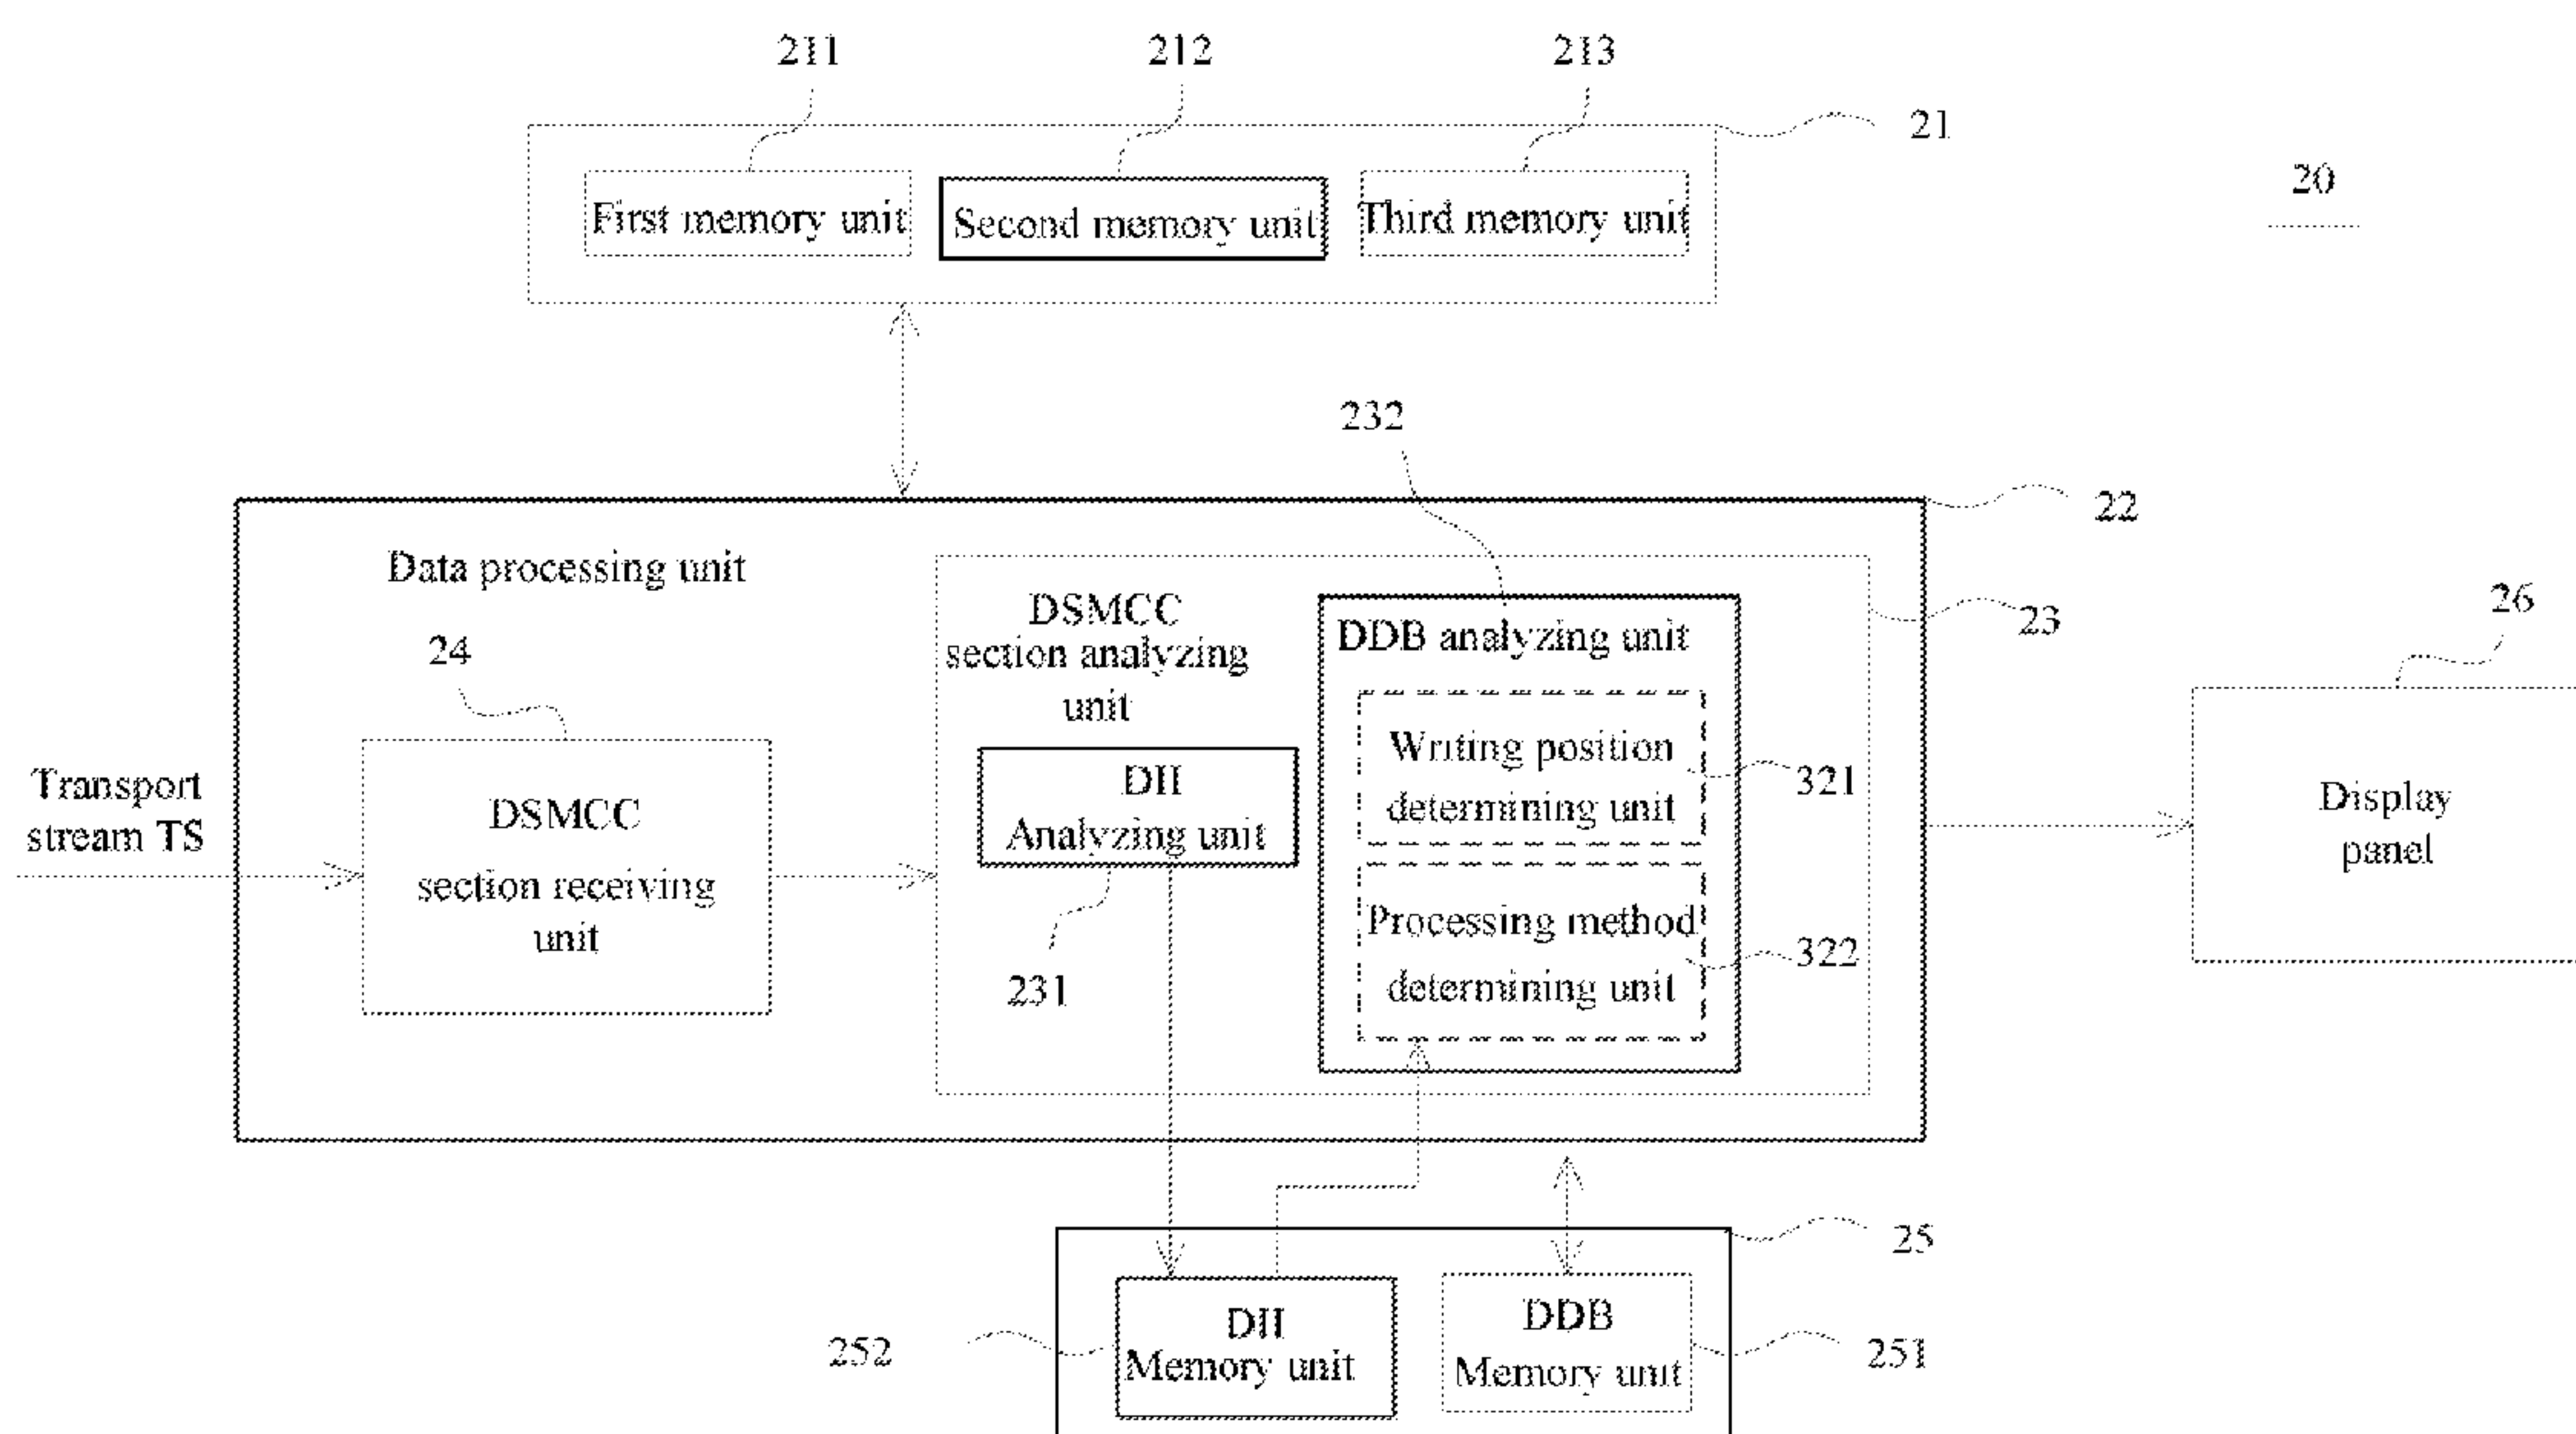 211
212
213
21
20
First memory unit
Second memory unit
Third memory unit
232
22
Data processing unit
24
DSMCC
section analyzing
unit
DDB analyzing unit
23
26
Transport
stream TS
DSMCC
section receiving
unit
DII
Analyzing unit
231
Writing position
determining unit
321
Processing method
determining unit
322
Display
panel
25
252
DII
Memory unit
DDB
Memory unit
251